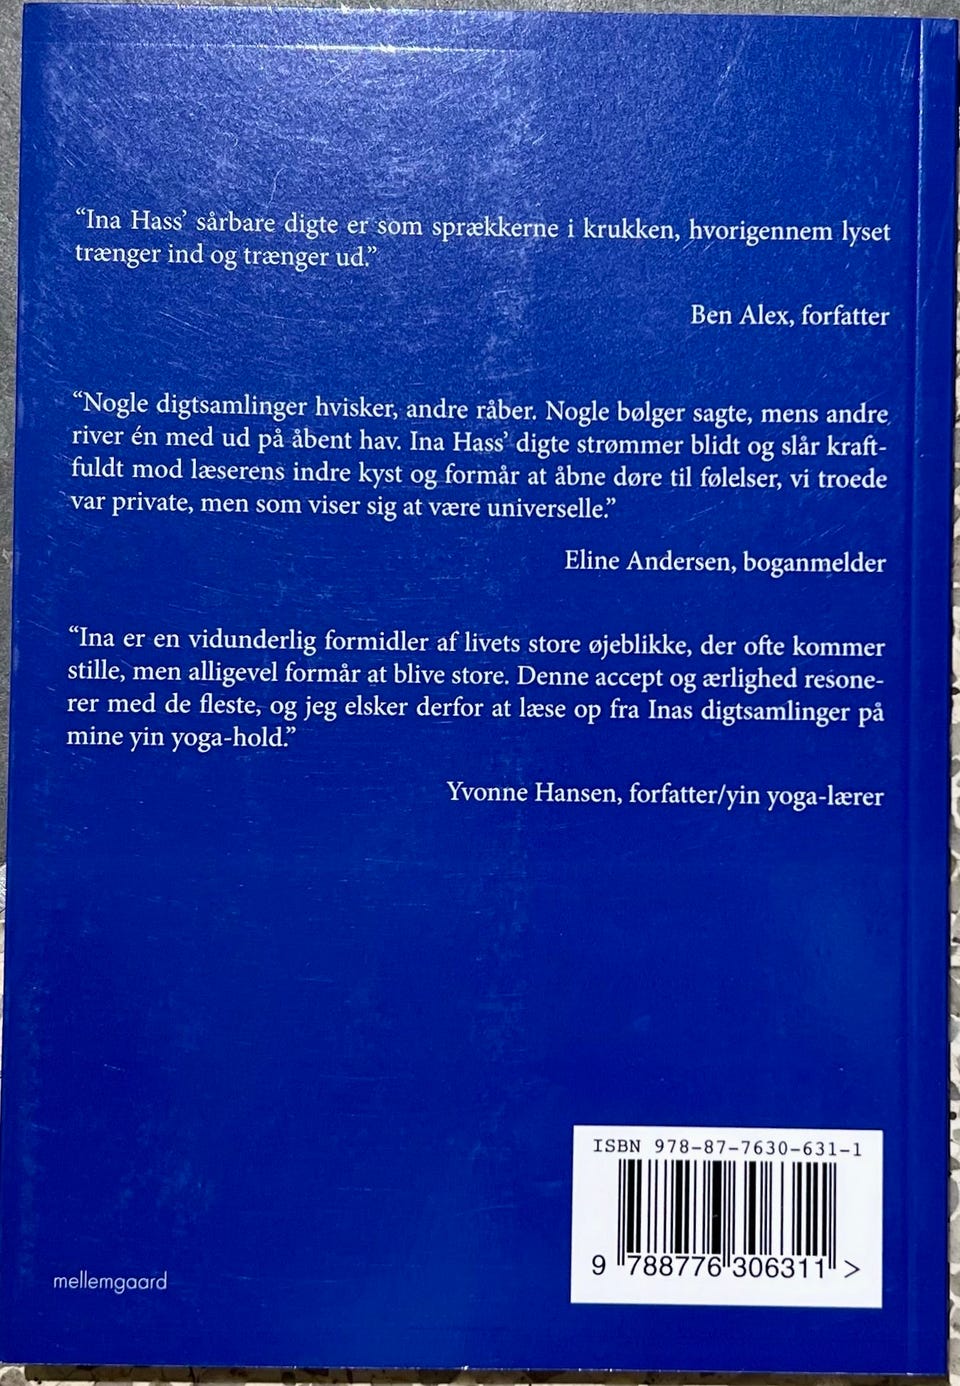 “Ina Hass’ sårbare digte er som sprækkerne i krukken, hvorigennem lyset
trænger ind og trænger ud.”
Ben Alex, forfatter
“Nogle digtsamlinger hvisker, andre råber. Nogle bølger sagte, mens andre
river én med ud på åbent hav. Ina Hass’ digte strømmer blidt og slår kraft-
fuldt mod læserens indre kyst og formår at åbne døre til følelser, vi troede
var private, men som viser sig at være universelle.”
Eline Andersen, boganmelder
“Ina er en vidunderlig formidler af livets store øjeblikke, der ofte kommer
stille, men alligevel formår at blive store. Denne accept og ærlighed resone-
rer med de fleste, og jeg elsker derfor at læse op fra Inas digtsamlinger på
mine yin yoga-hold.”
Yvonne Hansen, forfatter/yin yoga-lærer
ISBN 978-87-7630-631-1
9 788776 306311 >
mellemgaard